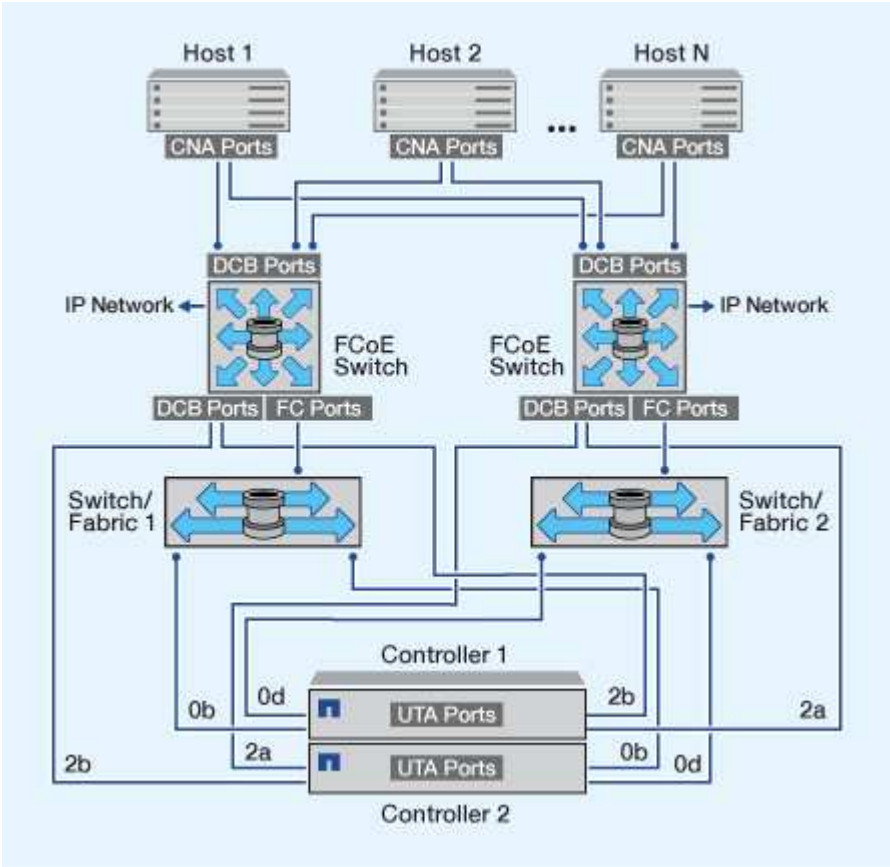 Host 1
Host 2
Host N
CNA Ports
CNA Ports
...
CNA Ports
DCB Ports
DCB Ports
IP Network
FCoE
Switch
FCoE
Switch
IP Network
DCB Ports
FC Ports
DCB Ports
FC Ports
Switch/
Fabric 1
Switch/
Fabric 2
Controller 1
0b
0d
UTA Ports
2b
2a
2b
2a
UTA Ports
0b
0d
Controller 2